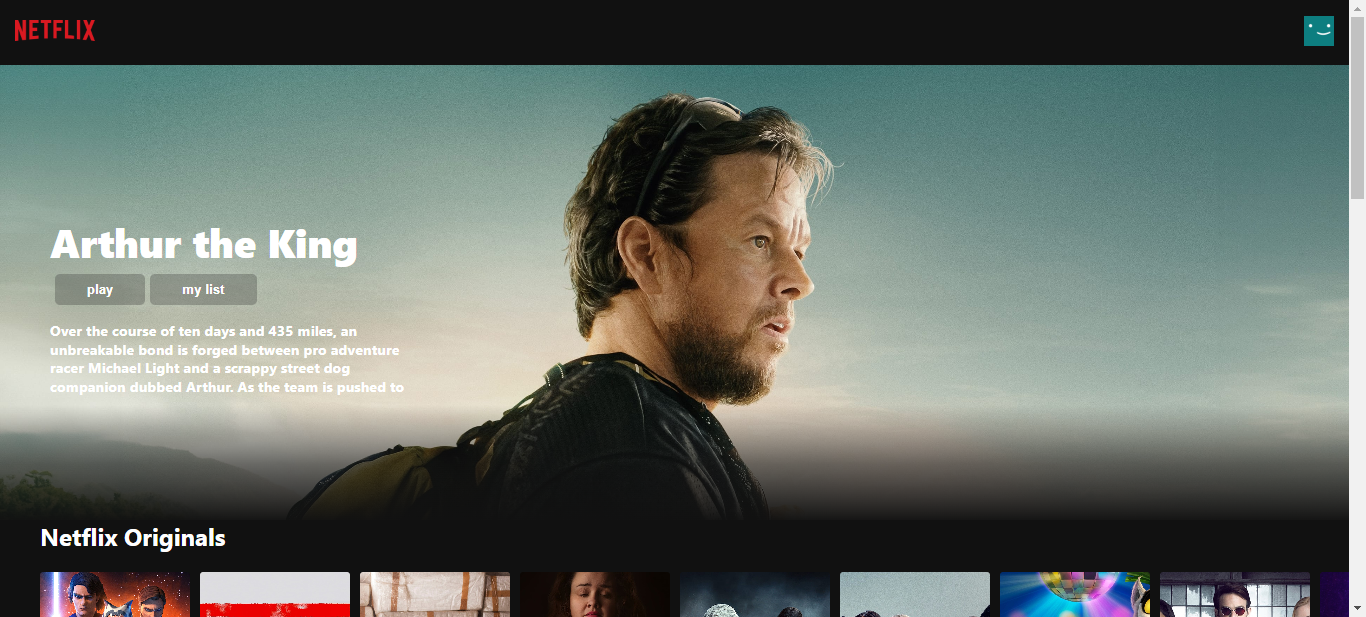 NETFLIX
Arthur the King
play
my list
Over the course of ten days and 435 miles, an
unbreakable bond is forged between pro adventure
racer Michael Light and a scrappy street dog
companion dubbed Arthur. As the team is pushed to
Netflix Originals